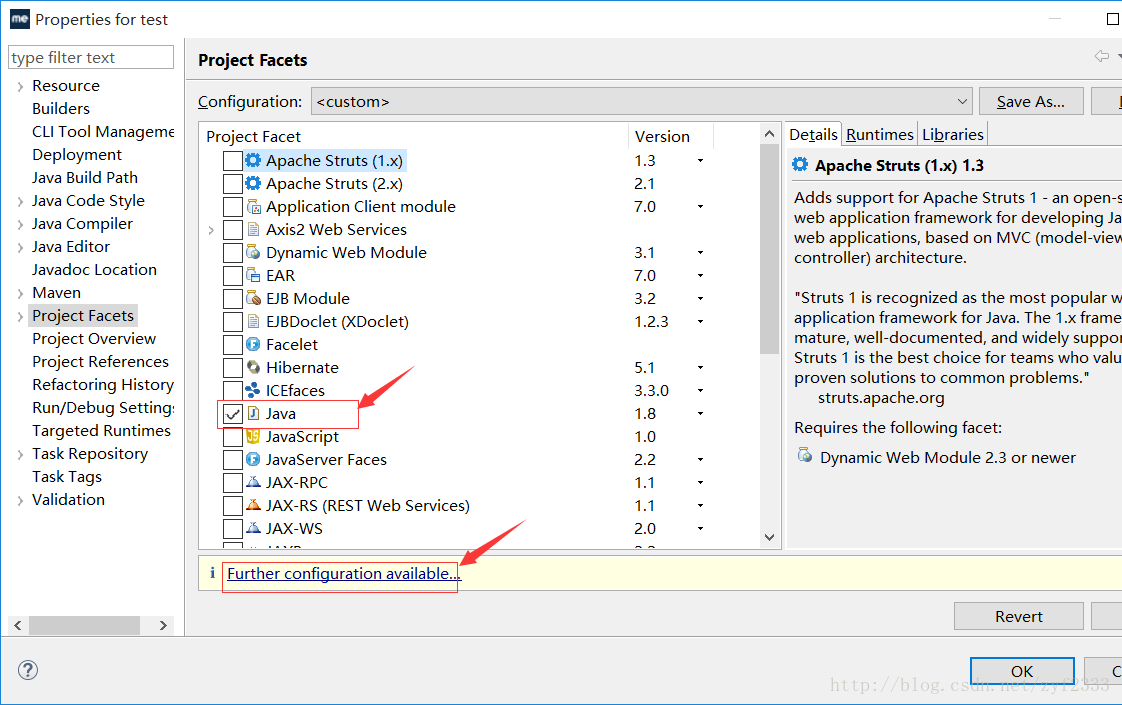 me Properties for test
type filter text
Resource
Builders
CLI Tool Manageme
Deployment
Java Build Path
Java Code Style
Java Compiler
Java Editor
Javadoc Location
Maven
Project Facets
Project Overview
Project References
Refactoring History
Run/Debug Settings
Targeted Runtimes
Task Repository
Task Tags
Validation
Project Facets
Configuration: <custom> Save As...
Project Facet Version
Apache Struts (1.x) 1.3
Apache Struts (2.x) 2.1
Application Client module 7.0
Axis2 Web Services
Dynamic Web Module 3.1
EAR 7.0
EJB Module 3.2
EJBDoclet (XDoclet) 1.2.3
Facelet
Hibernate 5.1
ICEfaces 3.3.0
Java 1.8
JavaScript 1.0
JavaServer Faces 2.2
JAX-RPC 1.1
JAX-RS (REST Web Services) 1.1
JAX-WS 2.0
Details Runtimes Libraries
Apache Struts (1.x) 1.3
Adds support for Apache Struts 1 - an open-s
web application framework for developing Ja
web applications, based on MVC (model-view
controller) architecture.
"Struts 1 is recognized as the most popular w
application framework for Java. The 1.x frame
mature, well-documented, and widely suppor
Struts 1 is the best choice for teams who valu
proven solutions to common problems."
struts.apache.org
Requires the following facet:
Dynamic Web Module 2.3 or newer
i Further configuration available...
Revert
? OK C
http://blog.csdn.net/zyf2333